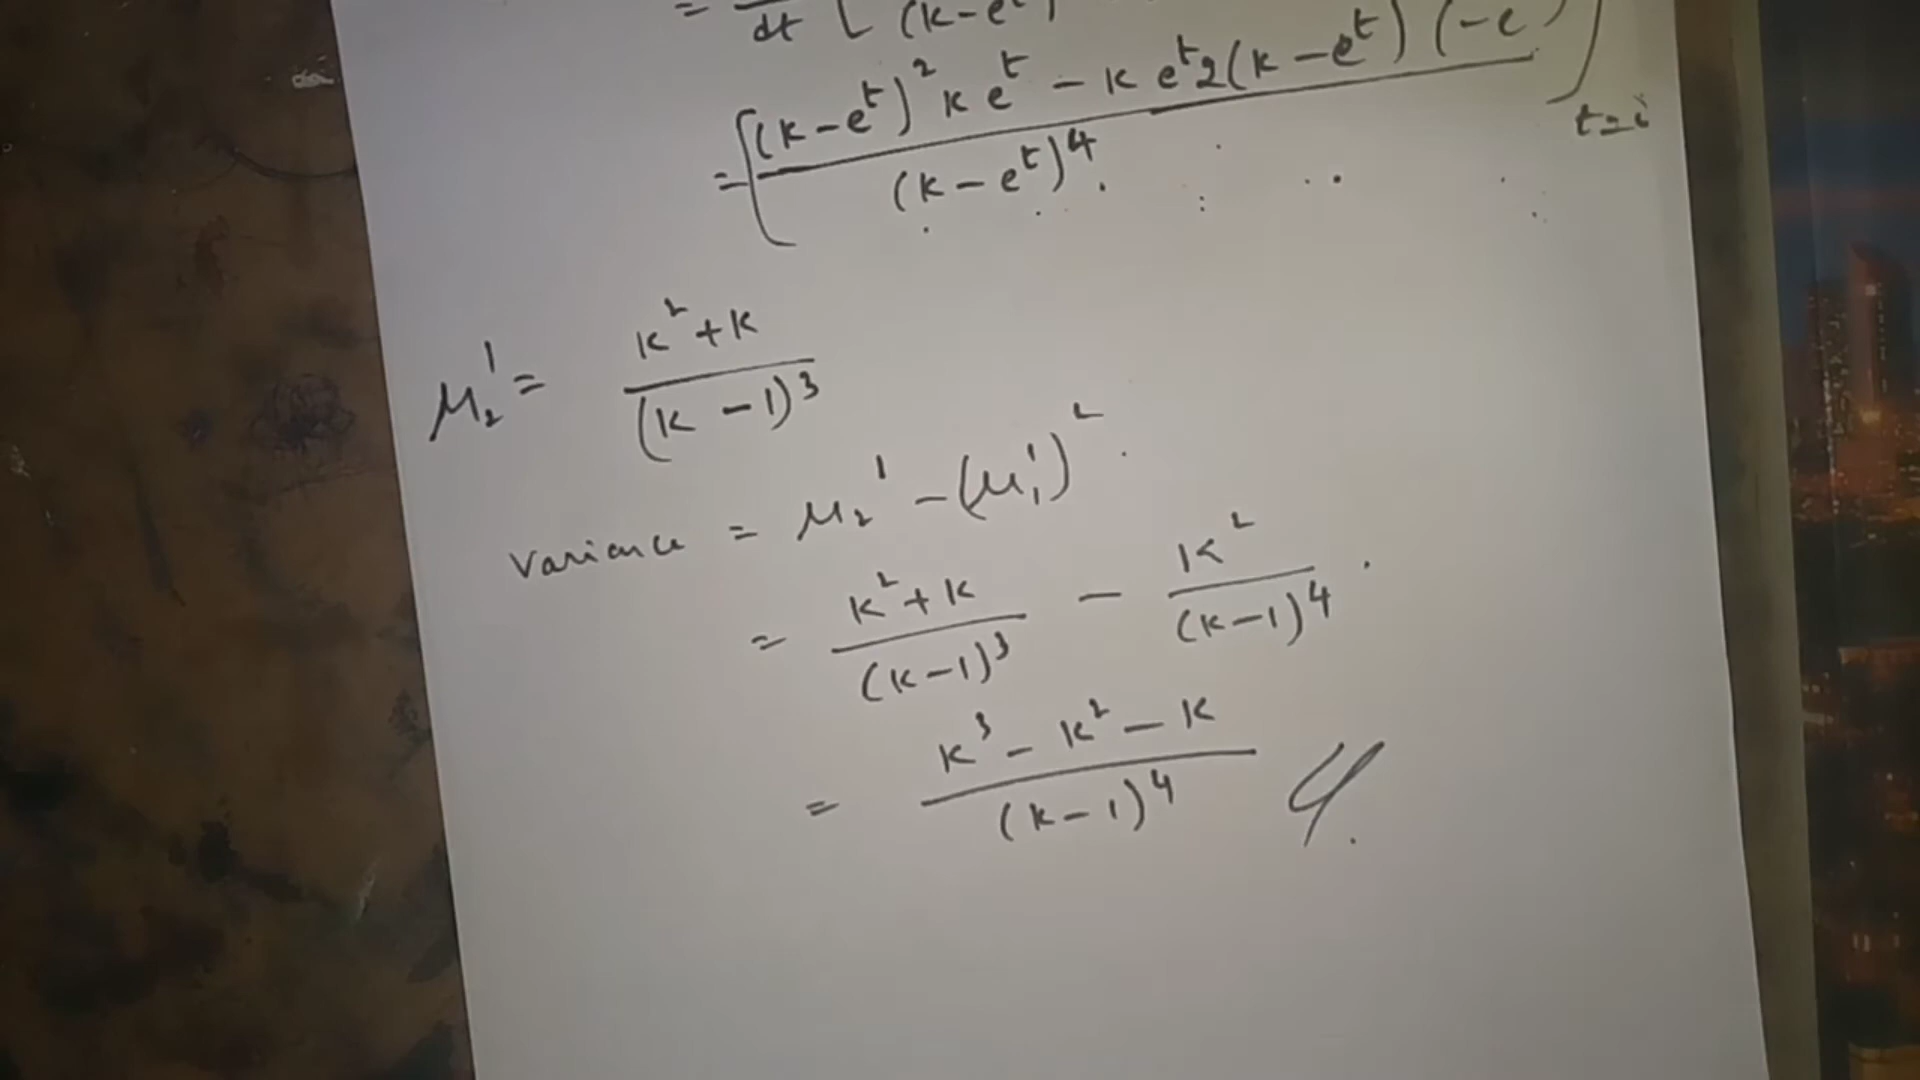 = d/dt [ (k-e^t)
= [ (k-e^t)^2 k e^t - k e^t 2(k-e^t) (-e / (k-e^t)^4 ) t=i
μ2' = k^2+k / (k-1)^3
Variance = μ2' - (μ1')^2.
= k^2+k / (k-1)^3 - k^2 / (k-1)^4.
= k^3 - k^2 - k / (k-1)^4